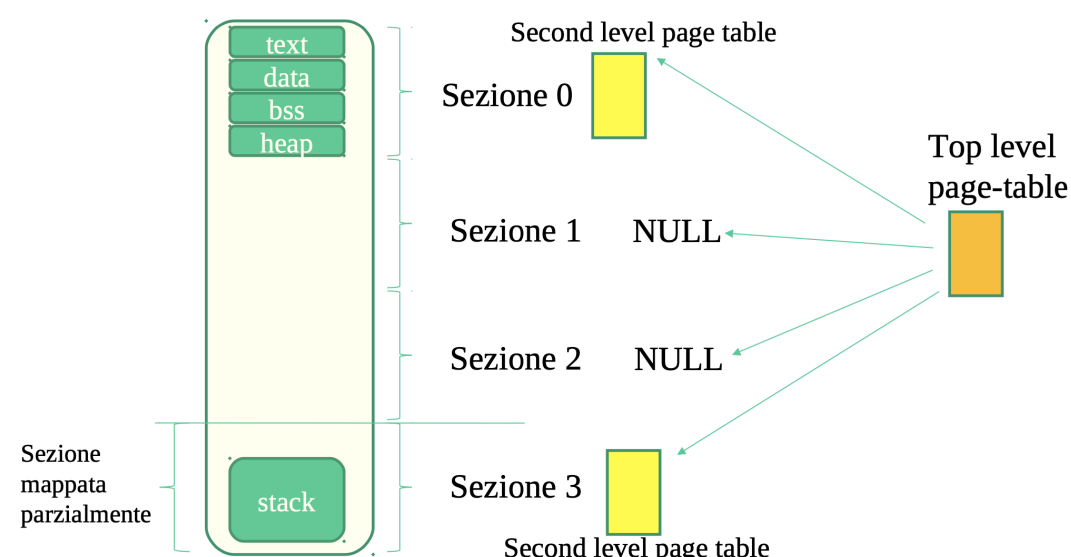 text
data
bss
heap
stack
Sezione
mappata
parzialmente
Sezione 0
Sezione 1
Sezione 2
Sezione 3
Second level page table
NULL
NULL
Second level page table
Top level
page-table